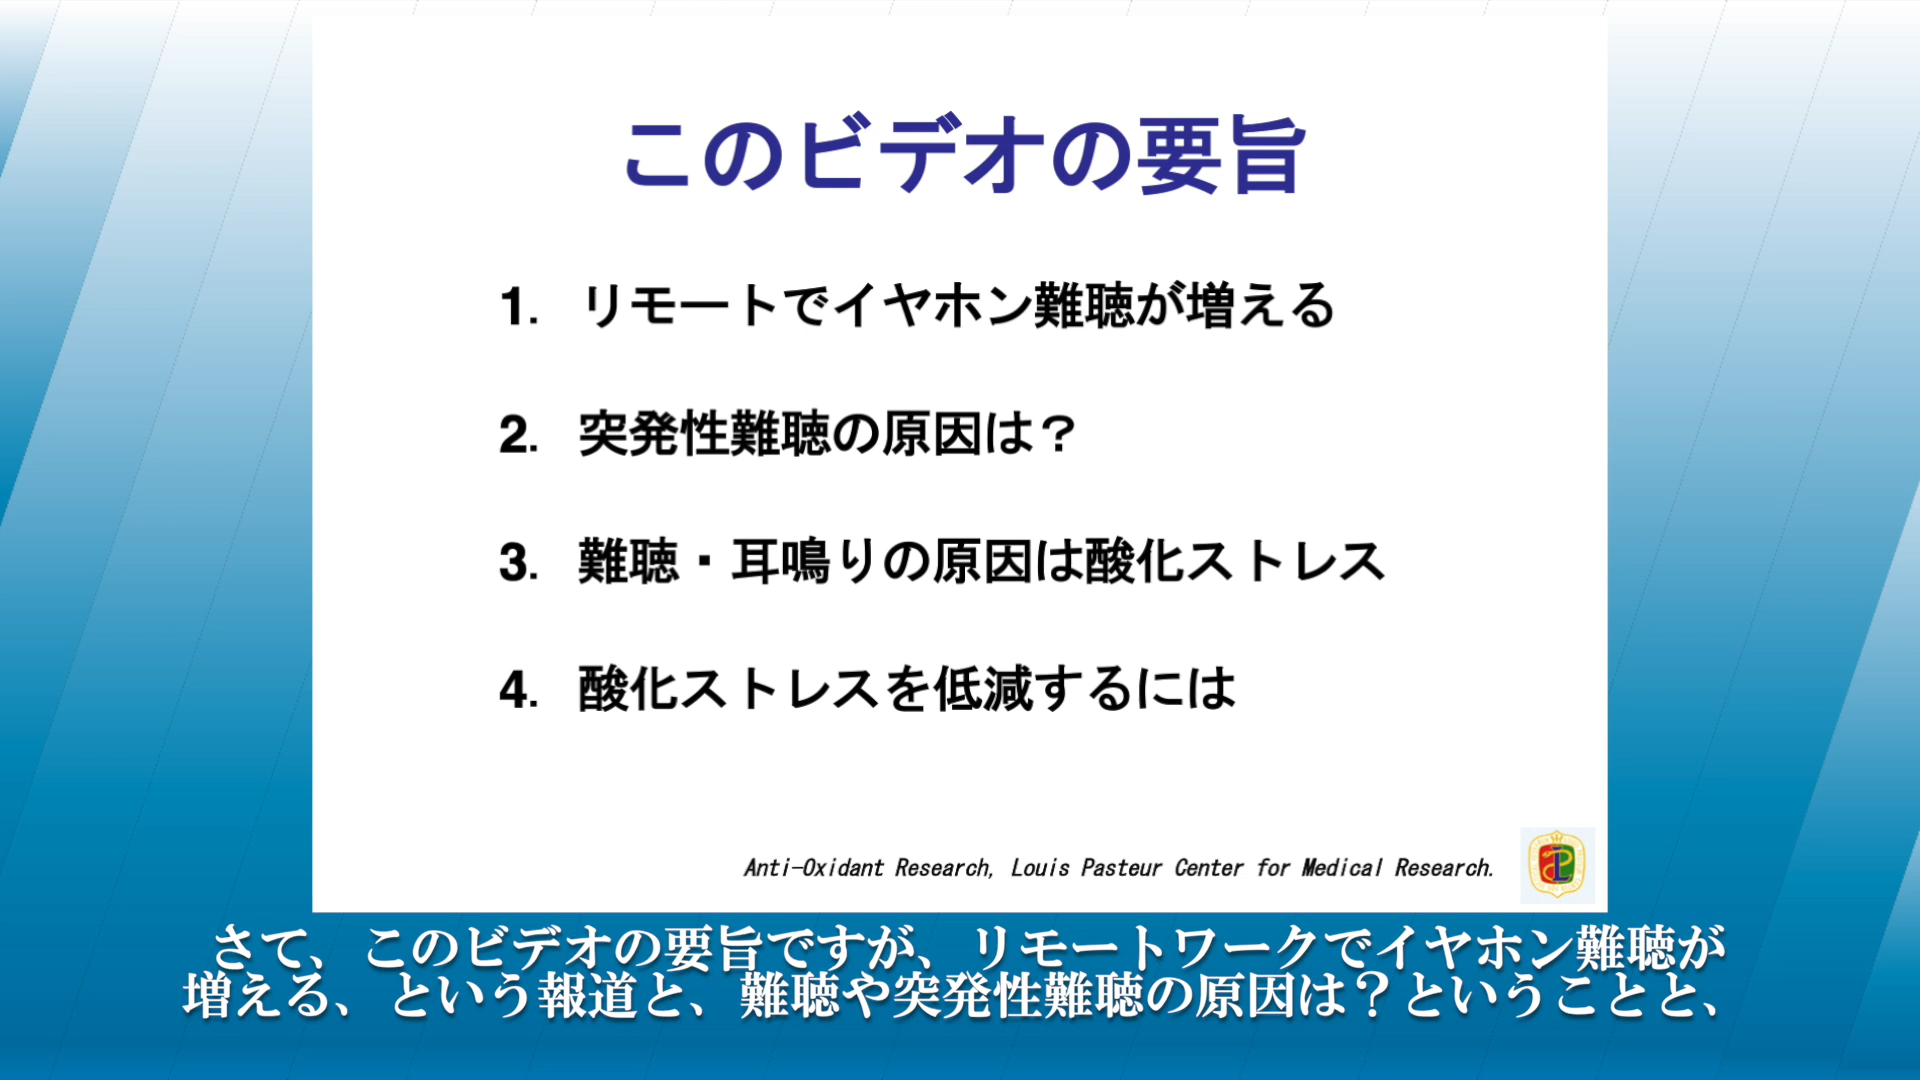 このビデオの要旨
1. リモートでイヤホン難聴が増える
2. 突発性難聴の原因は？
3. 難聴・耳鳴りの原因は酸化ストレス
4. 酸化ストレスを低減するには
Anti-Oxidant Research, Louis Pasteur Center for Medical Research.
さて、このビデオの要旨ですが、リモートワークでイヤホン難聴が
増える、という報道と、難聴や突発性難聴の原因は？ということと、